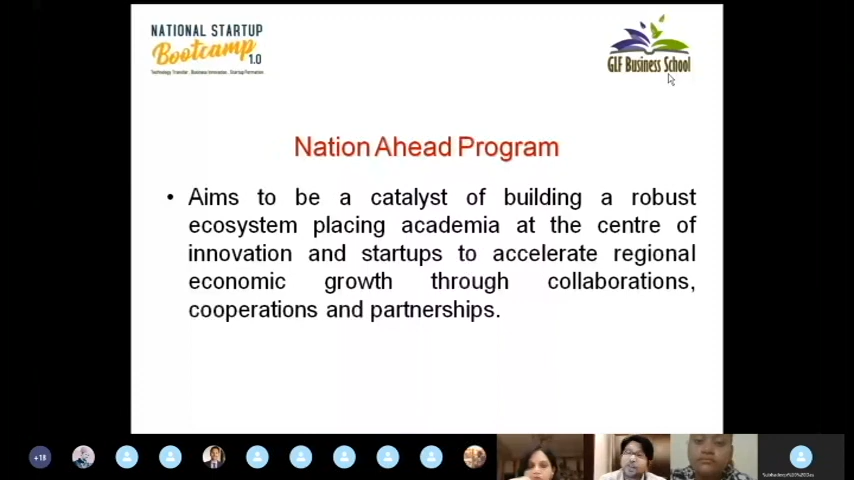 NATIONAL STARTUP
Bootcamp 1.0
Technology Transfer . Business Innovation . Startup Formation
GLF Business School
Nation Ahead Program
• Aims to be a catalyst of building a robust
ecosystem placing academia at the centre of
innovation and startups to accelerate regional
economic growth through collaborations,
cooperations and partnerships.
+18